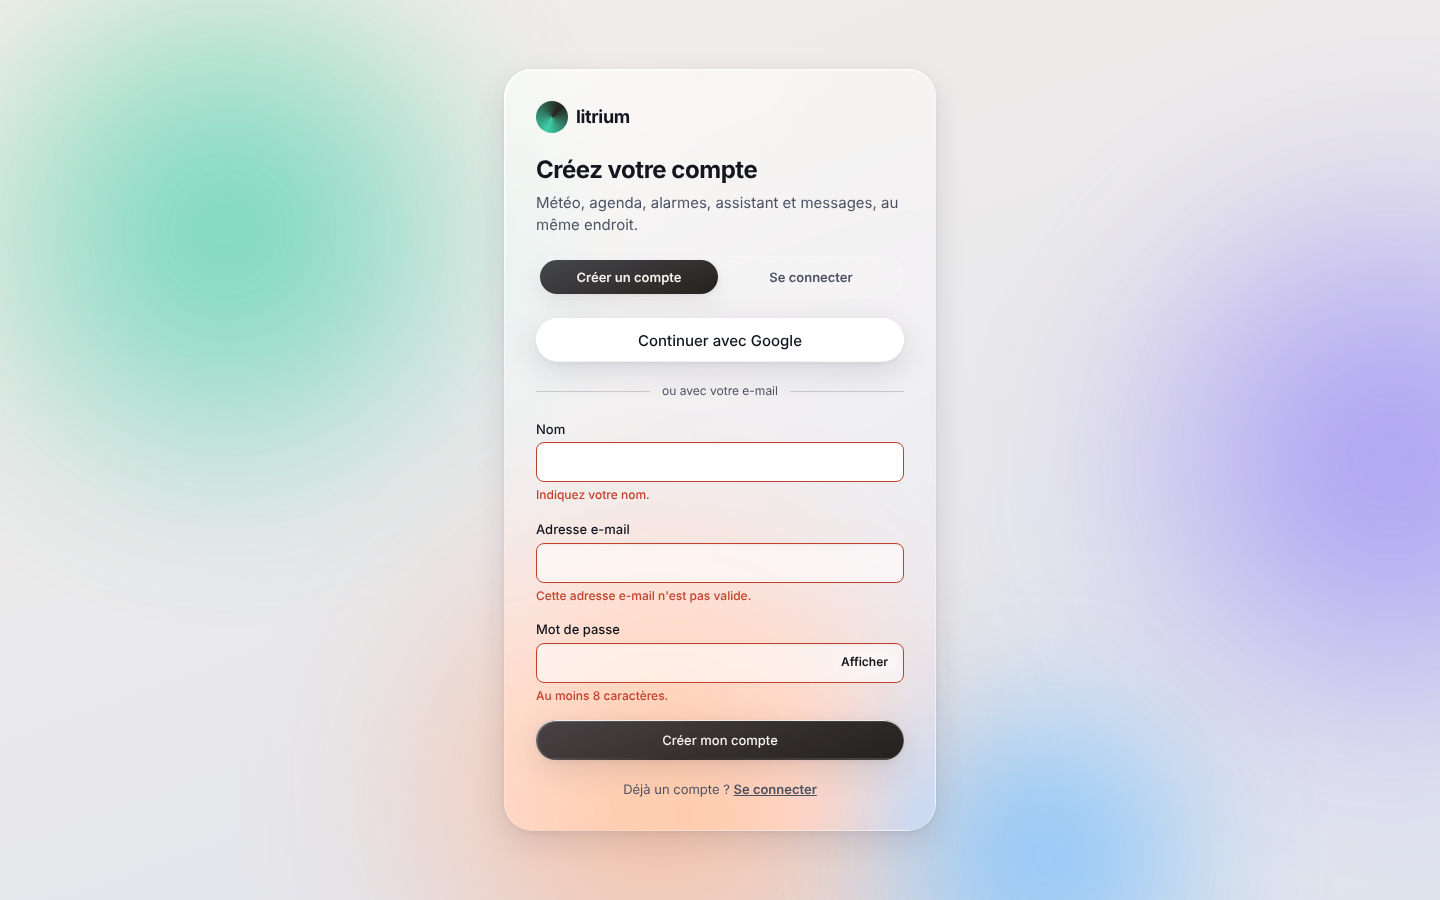 litrium
Créez votre compte
Météo, agenda, alarmes, assistant et messages, au
même endroit.
Créer un compte
Se connecter
Continuer avec Google
ou avec votre e-mail
Nom
Indiquez votre nom.
Adresse e-mail
Cette adresse e-mail n'est pas valide.
Mot de passe
Afficher
Au moins 8 caractères.
Créer mon compte
Déjà un compte ? Se connecter